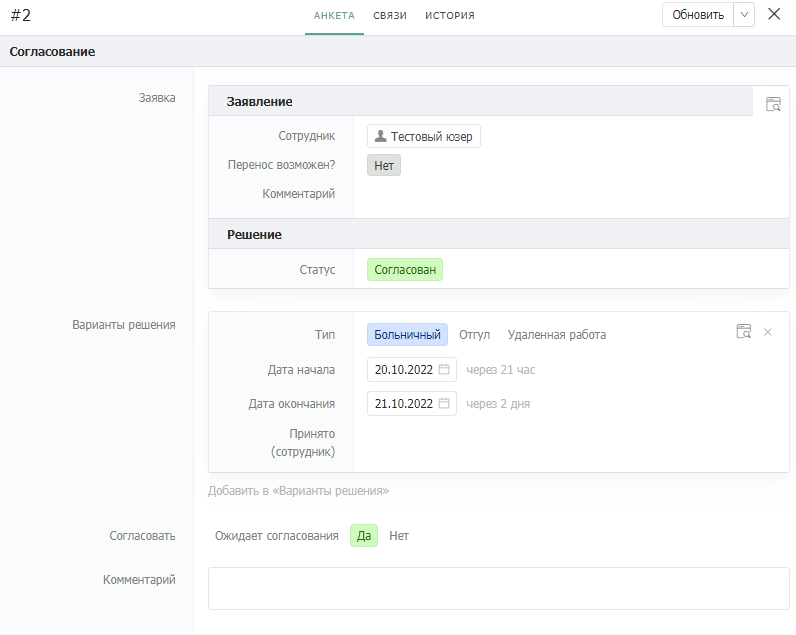 #2
АНКЕТА СВЯЗИ ИСТОРИЯ
Обновить
Согласование
Заявка
Заявление
Сотрудник Тестовый юзер
Перенос возможен? Нет
Комментарий
Решение
Статус Согласован
Варианты решения
Тип Больничный Отгул Удаленная работа
Дата начала 20.10.2022 через 21 час
Дата окончания 21.10.2022 через 2 дня
Принято
(сотрудник)
Добавить в «Варианты решения»
Согласовать Ожидает согласования Да Нет
Комментарий